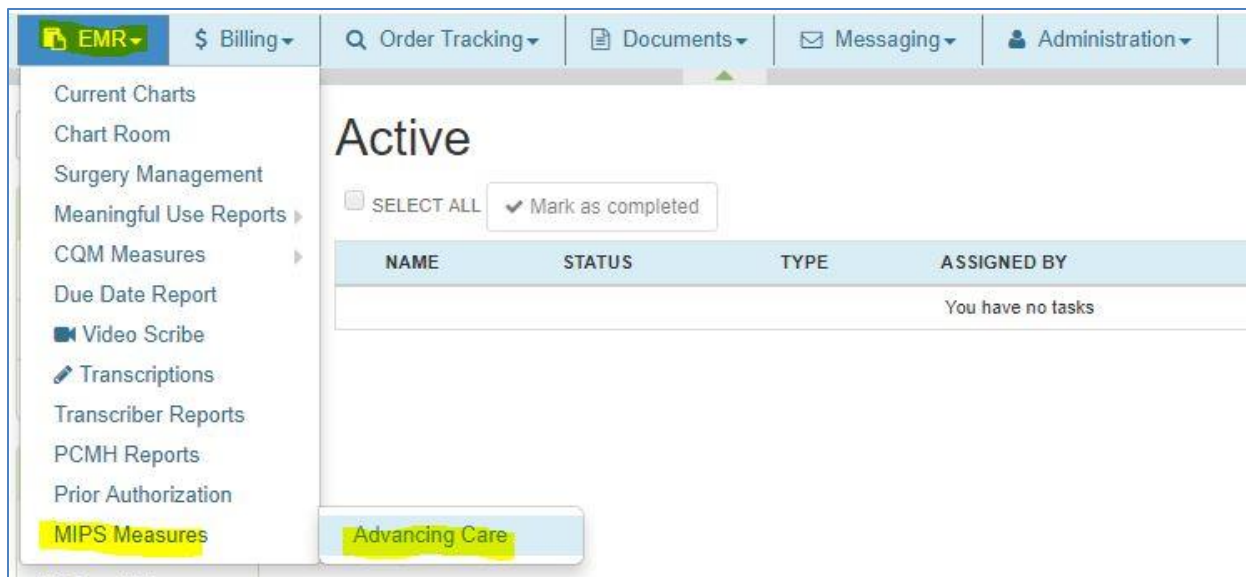 EMR $ Billing Order Tracking Documents Messaging Administration
Current Charts
Chart Room
Surgery Management
Meaningful Use Reports
CQM Measures
Due Date Report
Video Scribe
Transcriptions
Transcriber Reports
PCMH Reports
Prior Authorization
MIPS Measures
Advancing Care
Active
SELECT ALL Mark as completed
NAME STATUS TYPE ASSIGNED BY
You have no tasks